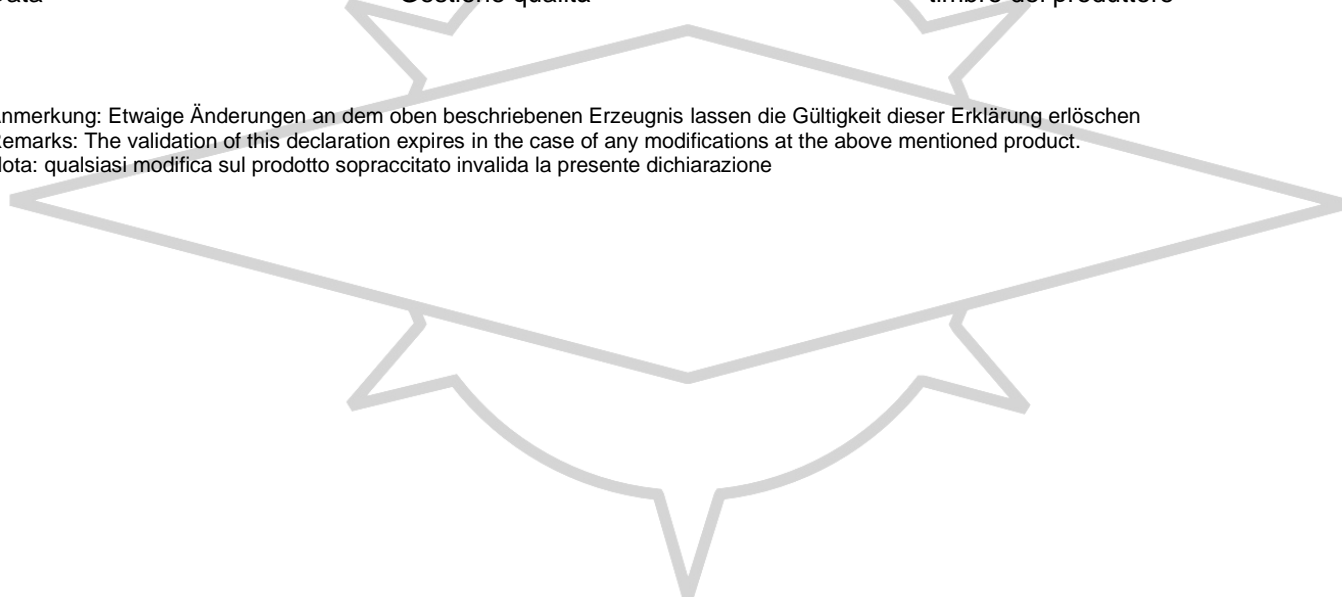 Gestione qualità
Anmerkung: Etwaige Änderungen an dem oben beschriebenen Erzeugnis lassen die Gültigkeit dieser Erklärung erlöschen
Remarks: The validation of this declaration expires in the case of any modifications at the above mentioned product.
Nota: qualsiasi modifica sul prodotto sopraccitato invalida la presente dichiarazione